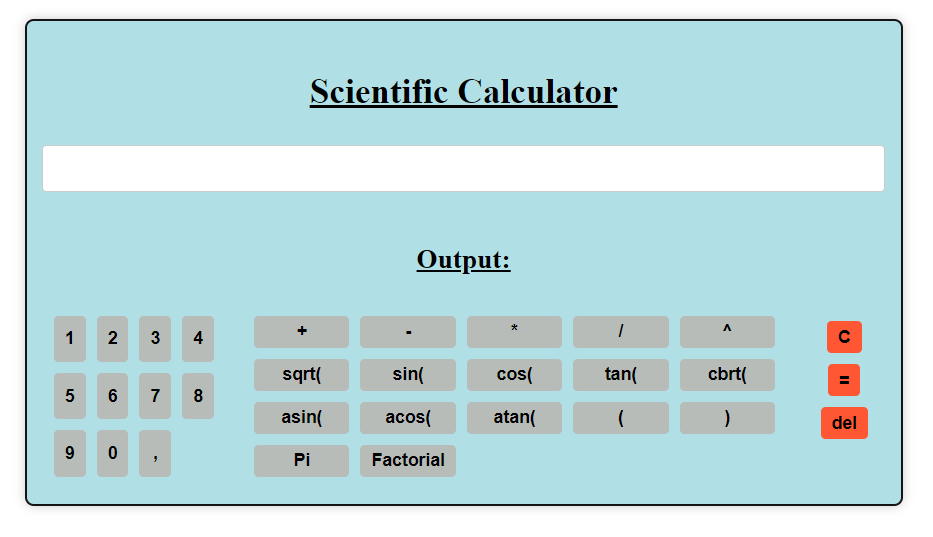 Scientific Calculator
Output:
1 2 3 4
5 6 7 8
9 0 ,
+ - * / ^
sqrt( sin( cos( tan( cbrt(
asin( acos( atan( ( )
Pi Factorial
C
=
del